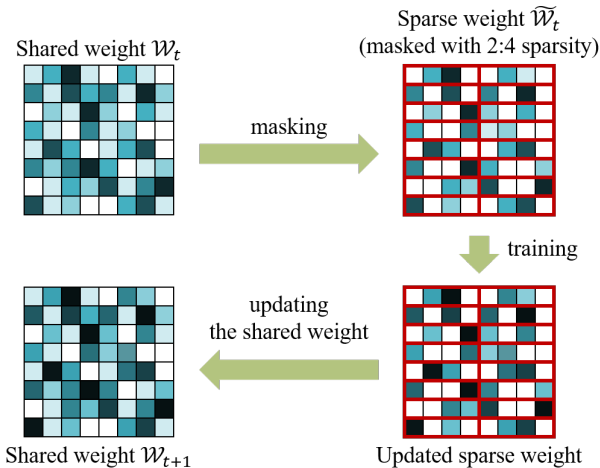 Shared weight 𝒲t
Sparse weight 𝒲̃t
(masked with 2:4 sparsity)
masking
training
updating
the shared weight
Shared weight 𝒲t+1
Updated sparse weight